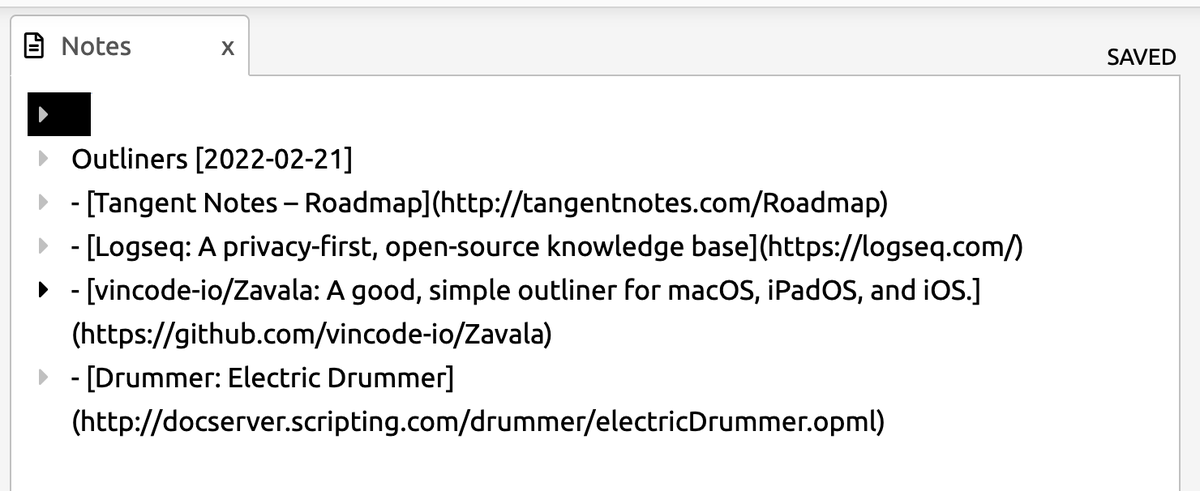 Notes x
SAVED
Outliners [2022-02-21]
- [Tangent Notes – Roadmap](http://tangentnotes.com/Roadmap)
- [Logseq: A privacy-first, open-source knowledge base](https://logseq.com/)
- [vincode-io/Zavala: A good, simple outliner for macOS, iPadOS, and iOS.]
(https://github.com/vincode-io/Zavala)
- [Drummer: Electric Drummer]
(http://docserver.scripting.com/drummer/electricDrummer.opml)